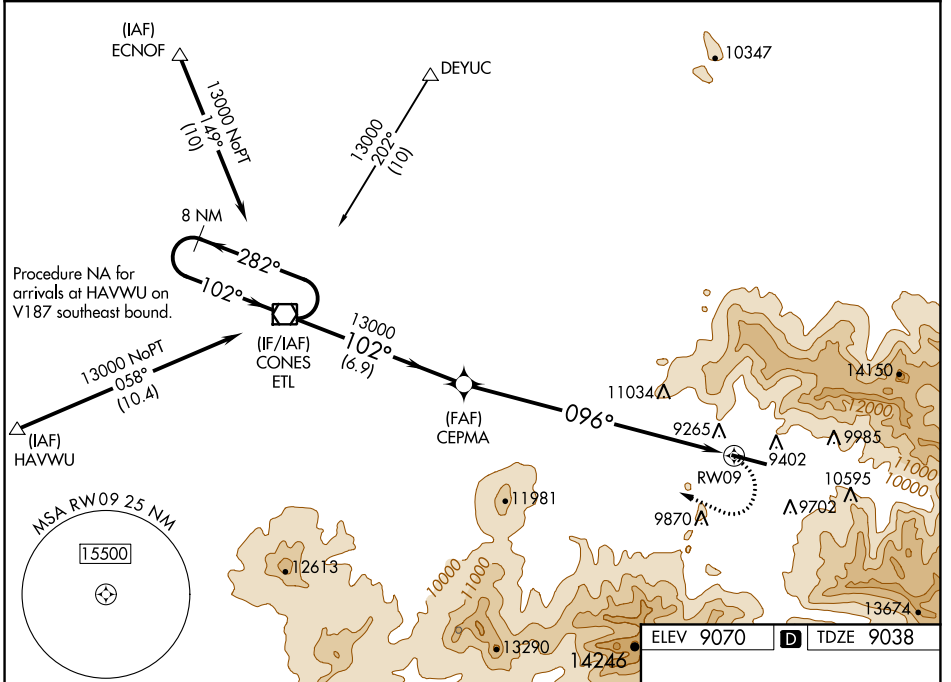 (IAF)
ECNOF
13000 NoPT
149°
(10)
DEYUC
13000
202°
(10)
10347
8 NM
282°
102°
Procedure NA for
arrivals at HAVWU on
V187 southeast bound.
(IF/IAF)
CONES
ETL
13000
102°
(6.9)
13000 NoPT
058°
(10.4)
(IAF)
HAVWU
(FAF)
CEPMA
096°
11034
9265
RW09
9402
9985
14150
12000
11000
10000
10595
9702
9870
11981
12613
10000
11000
13290
14246
13674
MSA RW09 25 NM
15500
ELEV 9070
D
TDZE 9038